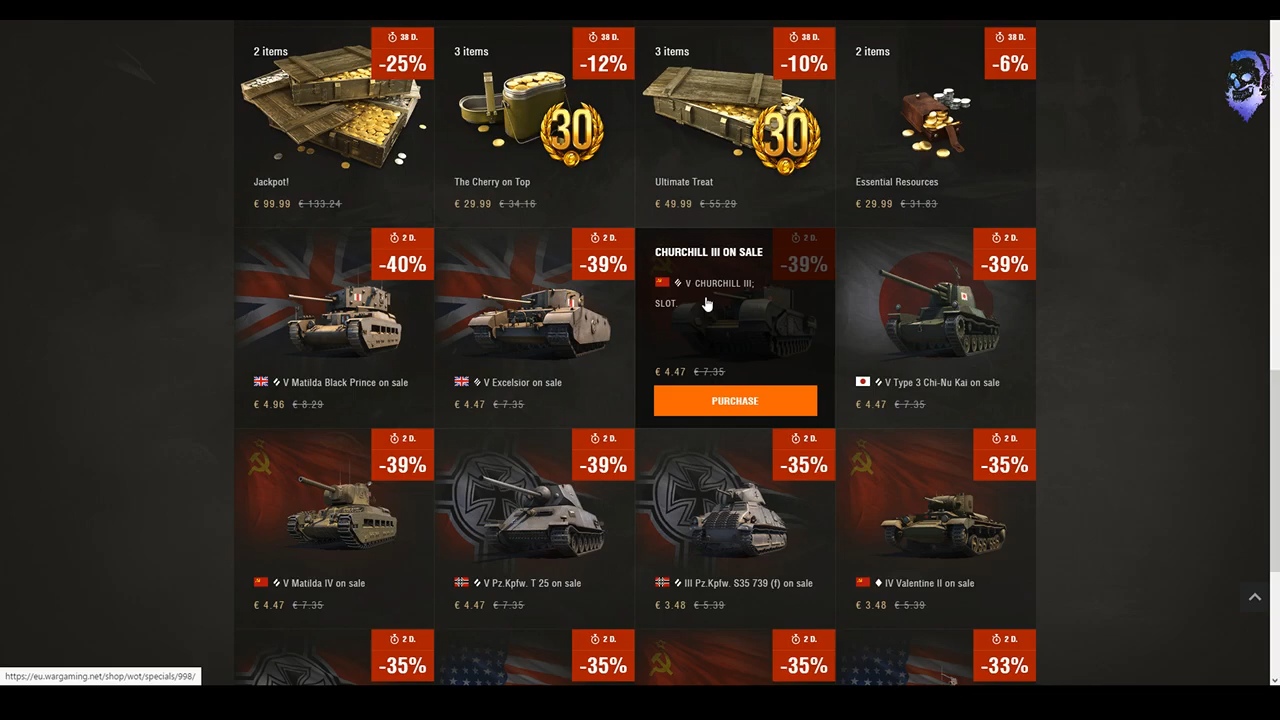 38 D.
-25%
2 items
Jackpot!
€ 99.99 € 133.24
38 D.
-12%
3 items
30
The Cherry on Top
€ 29.99 € 34.16
38 D.
-10%
3 items
30
Ultimate Treat
€ 49.99 € 55.29
38 D.
-6%
2 items
Essential Resources
€ 29.99 € 31.83
2 D.
-40%
V Matilda Black Prince on sale
€ 4.96 € 8.29
2 D.
-39%
V Excelsior on sale
€ 4.47 € 7.35
2 D.
-39%
CHURCHILL III ON SALE
V CHURCHILL III;
SLOT.
€ 4.47 € 7.35
PURCHASE
2 D.
-39%
V Type 3 Chi-Nu Kai on sale
€ 4.47 € 7.35
2 D.
-39%
V Matilda IV on sale
€ 4.47 € 7.35
2 D.
-39%
V Pz.Kpfw. T 25 on sale
€ 4.47 € 7.35
2 D.
-35%
III Pz.Kpfw. S35 739 (f) on sale
€ 3.48 € 5.39
2 D.
-35%
IV Valentine II on sale
€ 3.48 € 5.39
2 D.
-35%
2 D.
-35%
2 D.
-35%
2 D.
-33%
https://eu.wargaming.net/shop/wot/specials/998/